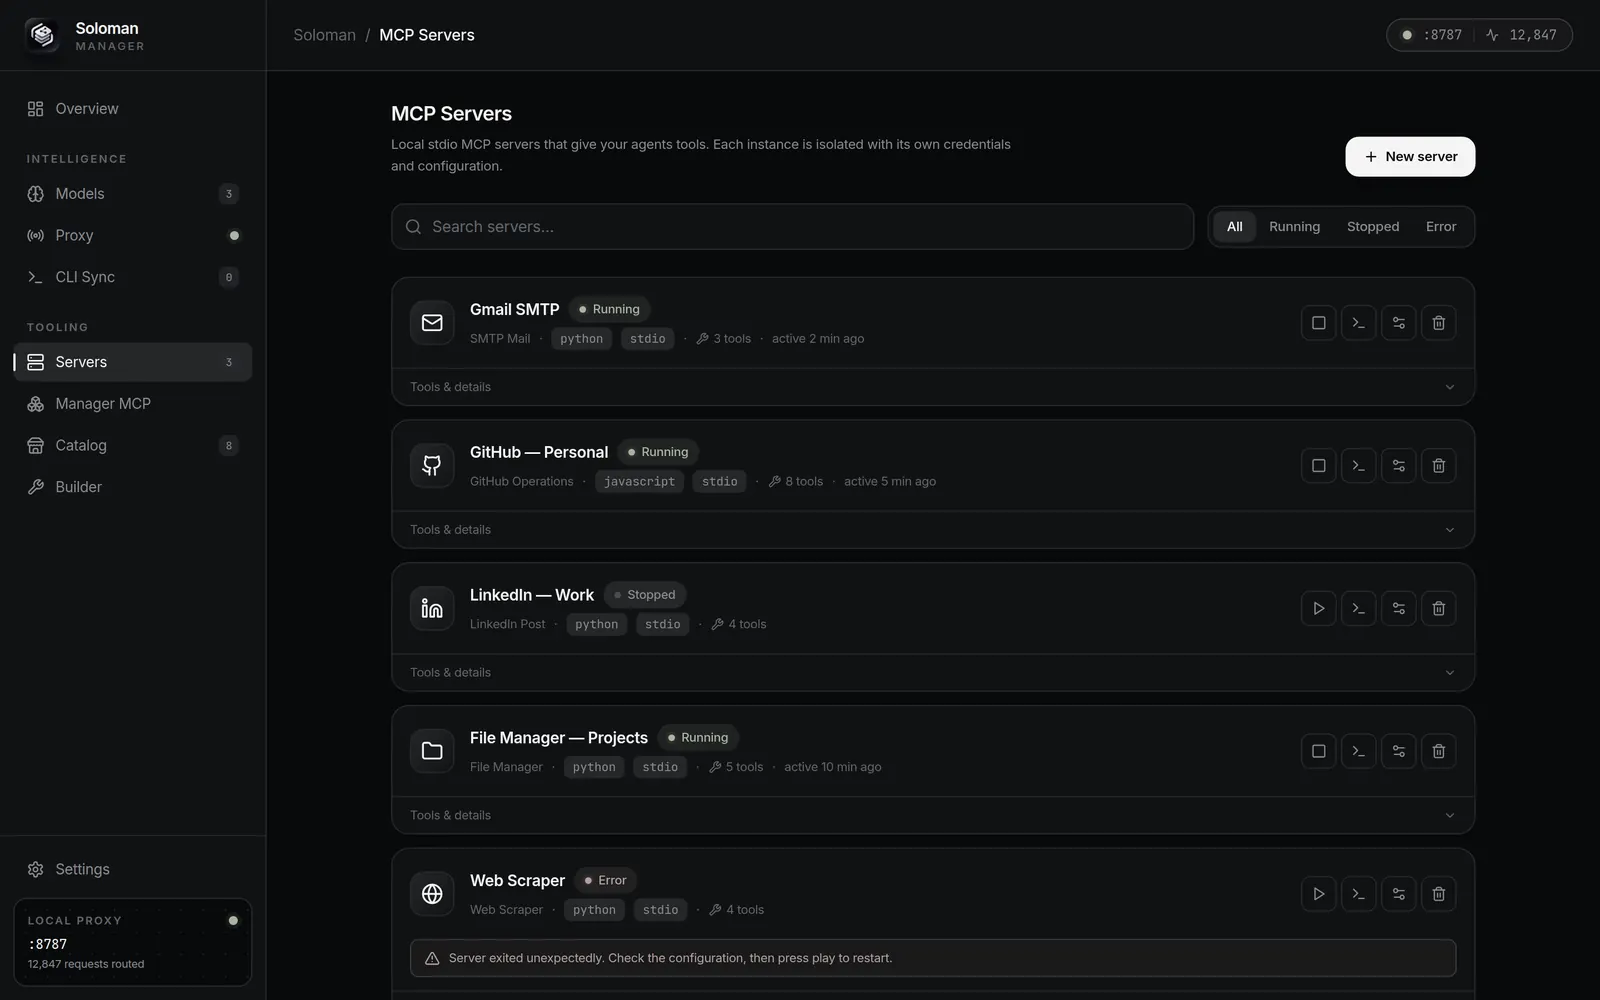 Soloman
MANAGER
Overview
INTELLIGENCE
Models 3
Proxy
CLI Sync 0
TOOLING
Servers 3
Manager MCP
Catalog 8
Builder
Settings
LOCAL PROXY
:8787
12,847 requests routed
Soloman / MCP Servers
:8787 12,847
MCP Servers
Local stdio MCP servers that give your agents tools. Each instance is isolated with its own credentials
and configuration.
+ New server
Search servers...
All Running Stopped Error
Gmail SMTP Running
SMTP Mail · python stdio · 3 tools · active 2 min ago
Tools & details
GitHub — Personal Running
GitHub Operations · javascript stdio · 8 tools · active 5 min ago
Tools & details
LinkedIn — Work Stopped
LinkedIn Post · python stdio · 4 tools
Tools & details
File Manager — Projects Running
File Manager · python stdio · 5 tools · active 10 min ago
Tools & details
Web Scraper Error
Web Scraper · python stdio · 4 tools
Server exited unexpectedly. Check the configuration, then press play to restart.